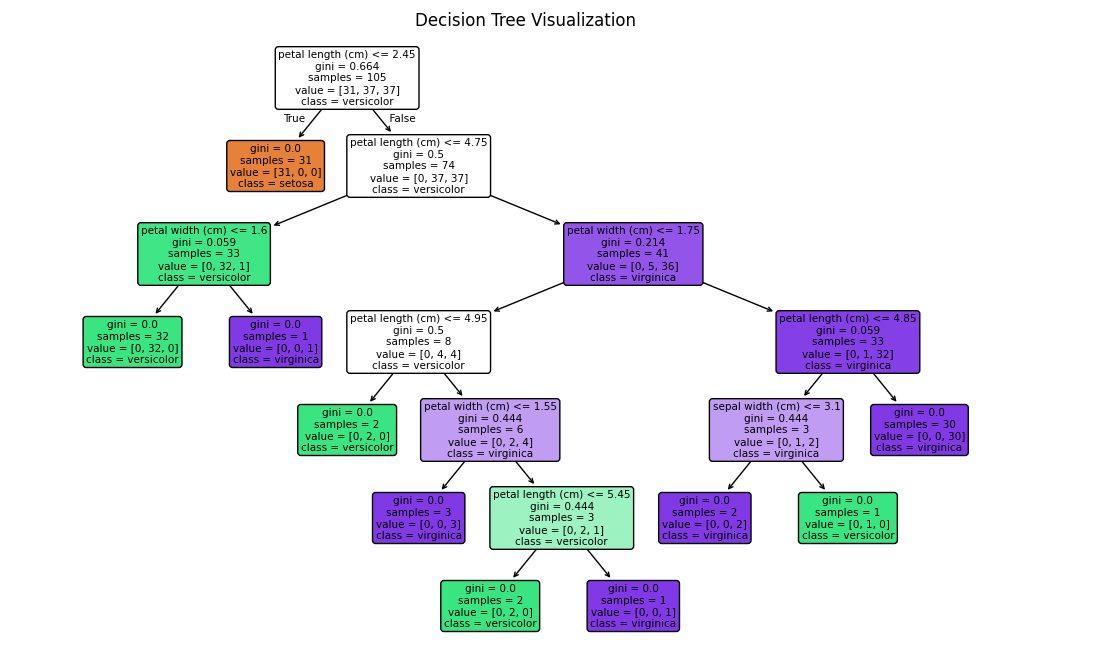 Decision Tree Visualization
petal length (cm) <= 2.45
gini = 0.664
samples = 105
value = [31, 37, 37]
class = versicolor
True
False
gini = 0.0
samples = 31
value = [31, 0, 0]
class = setosa
petal length (cm) <= 4.75
gini = 0.5
samples = 74
value = [0, 37, 37]
class = versicolor
petal width (cm) <= 1.6
gini = 0.059
samples = 33
value = [0, 32, 1]
class = versicolor
petal width (cm) <= 1.75
gini = 0.214
samples = 41
value = [0, 5, 36]
class = virginica
gini = 0.0
samples = 32
value = [0, 32, 0]
class = versicolor
gini = 0.0
samples = 1
value = [0, 0, 1]
class = virginica
petal length (cm) <= 4.95
gini = 0.5
samples = 8
value = [0, 4, 4]
class = versicolor
petal length (cm) <= 4.85
gini = 0.059
samples = 33
value = [0, 1, 32]
class = virginica
gini = 0.0
samples = 2
value = [0, 2, 0]
class = versicolor
petal width (cm) <= 1.55
gini = 0.444
samples = 6
value = [0, 2, 4]
class = virginica
sepal width (cm) <= 3.1
gini = 0.444
samples = 3
value = [0, 1, 2]
class = virginica
gini = 0.0
samples = 30
value = [0, 0, 30]
class = virginica
gini = 0.0
samples = 3
value = [0, 0, 3]
class = virginica
petal length (cm) <= 5.45
gini = 0.444
samples = 3
value = [0, 2, 1]
class = versicolor
gini = 0.0
samples = 2
value = [0, 0, 2]
class = virginica
gini = 0.0
samples = 1
value = [0, 1, 0]
class = versicolor
gini = 0.0
samples = 2
value = [0, 2, 0]
class = versicolor
gini = 0.0
samples = 1
value = [0, 0, 1]
class = virginica